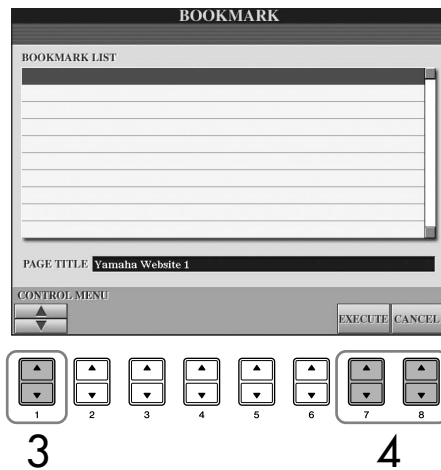 BOOKMARK
BOOKMARK LIST
PAGE TITLE Yamaha Website 1
CONTROL MENU
EXECUTE CANCEL
1 2 3 4 5 6 7 8
3 4